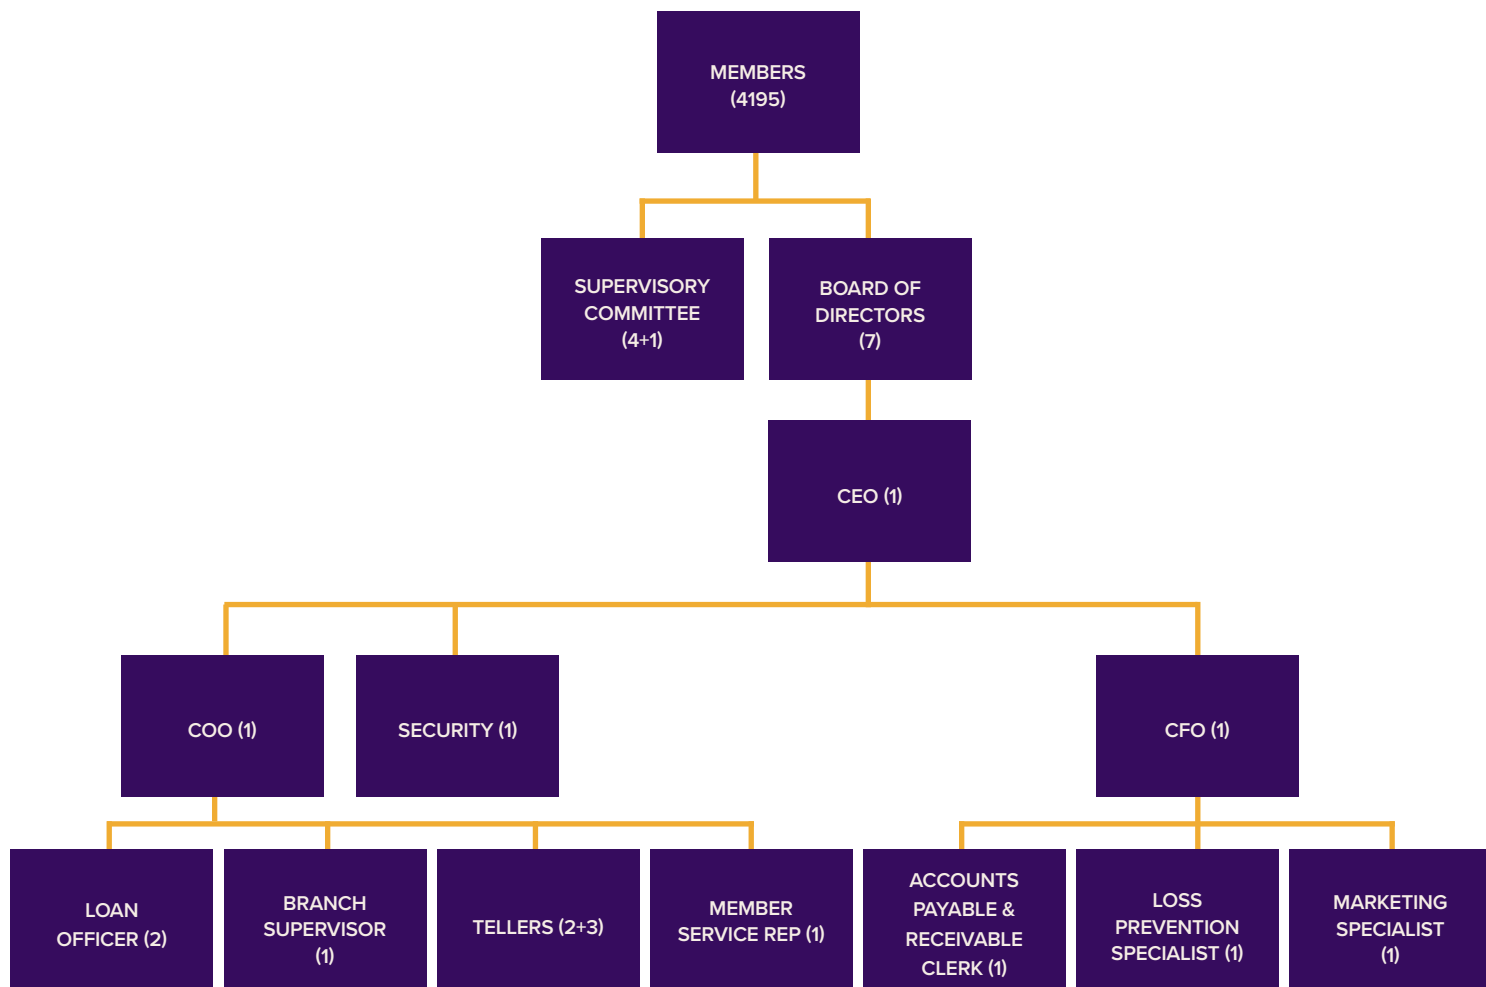 MEMBERS
(4195)
SUPERVISORY
COMMITTEE
(4+1)
BOARD OF
DIRECTORS
(7)
CEO (1)
COO (1)
SECURITY (1)
CFO (1)
LOAN
OFFICER (2)
BRANCH
SUPERVISOR
(1)
TELLERS (2+3)
MEMBER
SERVICE REP (1)
ACCOUNTS
PAYABLE &
RECEIVABLE
CLERK (1)
LOSS
PREVENTION
SPECIALIST (1)
MARKETING
SPECIALIST
(1)